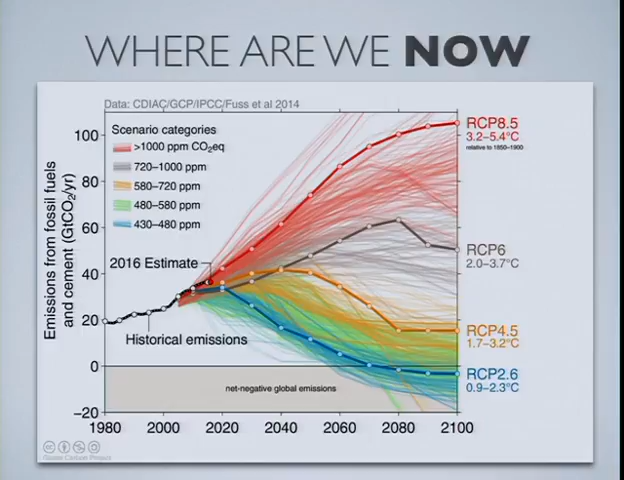 WHERE ARE WE NOW
Data: CDIAC/GCP/IPCC/Fuss et al 2014
Emissions from fossil fuels
and cement (GtCO₂/yr)
100
80
60
40
20
0
−20
Scenario categories
>1000 ppm CO₂eq
720–1000 ppm
580–720 ppm
480–580 ppm
430–480 ppm
2016 Estimate
Historical emissions
net-negative global emissions
RCP8.5
3.2–5.4°C
relative to 1850–1900
RCP6
2.0–3.7°C
RCP4.5
1.7–3.2°C
RCP2.6
0.9–2.3°C
1980 2000 2020 2040 2060 2080 2100
Global Carbon Project